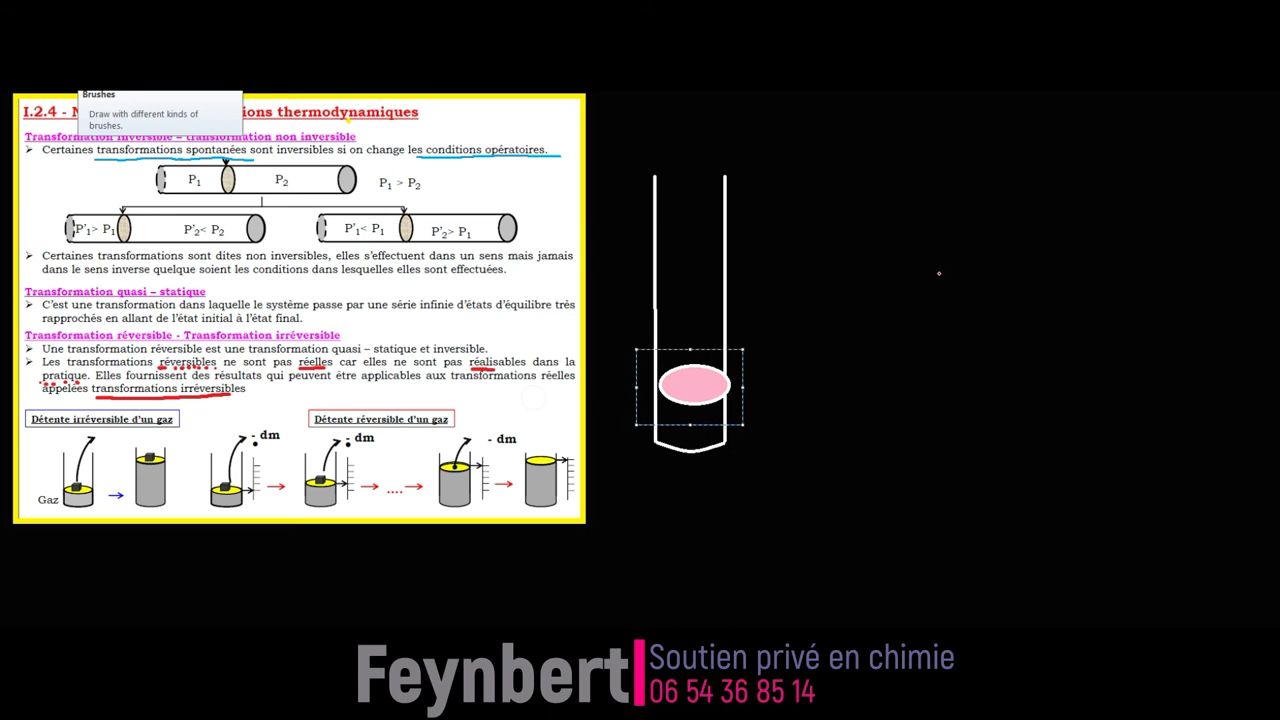 Brushes
Draw with different kinds of
brushes.
I.2.4 - ions thermodynamiques
Transformation inversible – transformation non inversible
➢ Certaines transformations spontanées sont inversibles si on change les conditions opératoires.
P1 P2 P1 > P2
P'1> P1 P'2< P2 P'1< P1 P'2> P1
➢ Certaines transformations sont dites non inversibles, elles s'effectuent dans un sens mais jamais
dans le sens inverse quelque soient les conditions dans lesquelles elles sont effectuées.
Transformation quasi – statique
➢ C'est une transformation dans laquelle le système passe par une série infinie d'états d'équilibre très
rapprochés en allant de l'état initial à l'état final.
Transformation réversible - Transformation irréversible
➢ Une transformation réversible est une transformation quasi – statique et inversible.
➢ Les transformations réversibles ne sont pas réelles car elles ne sont pas réalisables dans la
pratique. Elles fournissent des résultats qui peuvent être applicables aux transformations réelles
appelées transformations irréversibles
Détente irréversible d'un gaz Détente réversible d'un gaz
- dm - dm - dm
Gaz ....
Feynbert
Soutien privé en chimie
06 54 36 85 14